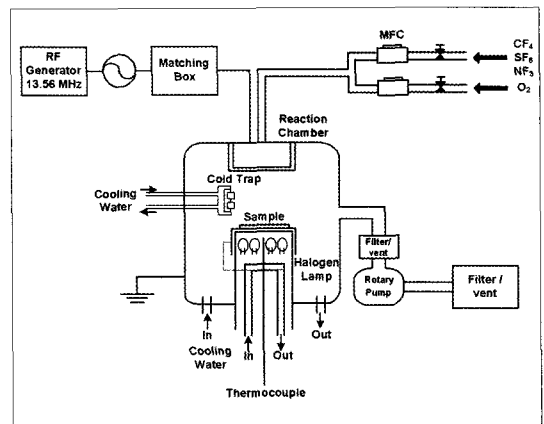 RF
Generator
13.56 MHz
Matching
Box
MFC
CF₄
SF₆
NF₃
O₂
Reaction
Chamber
Cold Trap
Cooling
Water
Sample
Halogen
Lamp
Filter/
vent
Rotary
Pump
Filter /
vent
In
Cooling
Water
In
Out
Out
Thermocouple